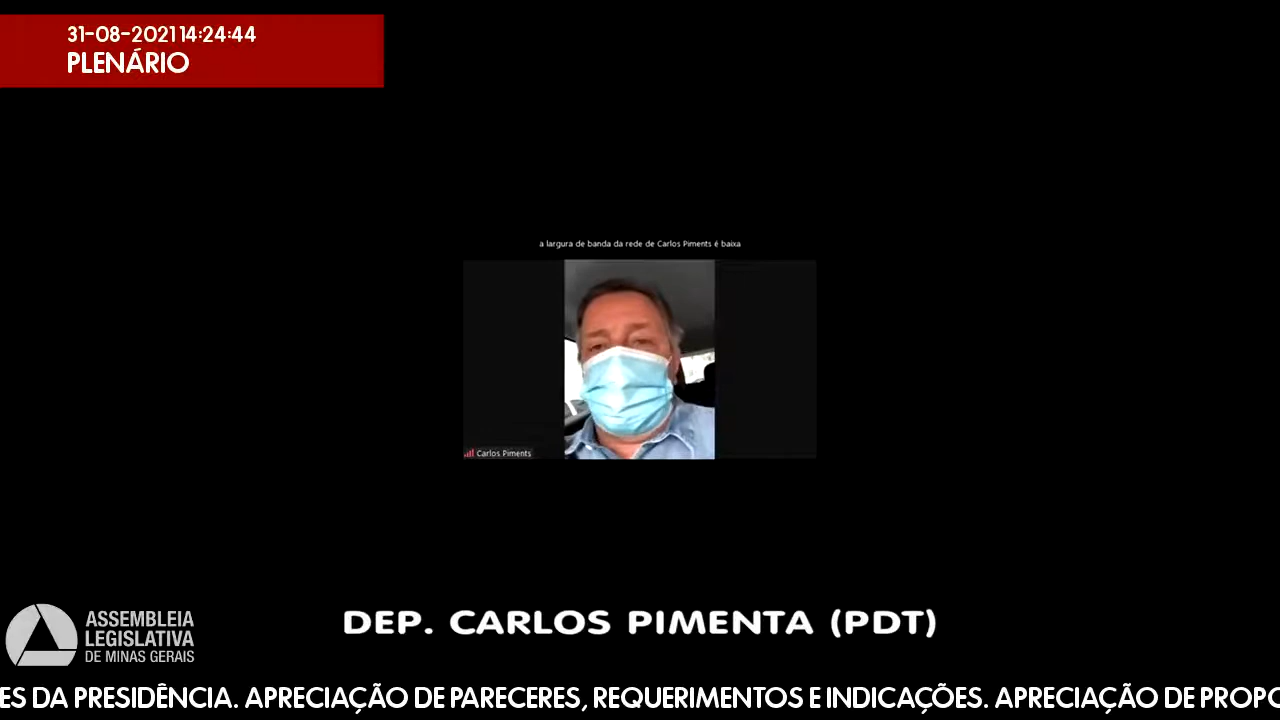 31-08-2021 14:24:44
PLENÁRIO
a largura de banda da rede de Carlos Piments é baixa
Carlos Piments
DEP. CARLOS PIMENTA (PDT)
ASSEMBLEIA
LEGISLATIVA
DE MINAS GERAIS
ES DA PRESIDÊNCIA. APRECIAÇÃO DE PARECERES, REQUERIMENTOS E INDICAÇÕES. APRECIAÇÃO DE PROPO